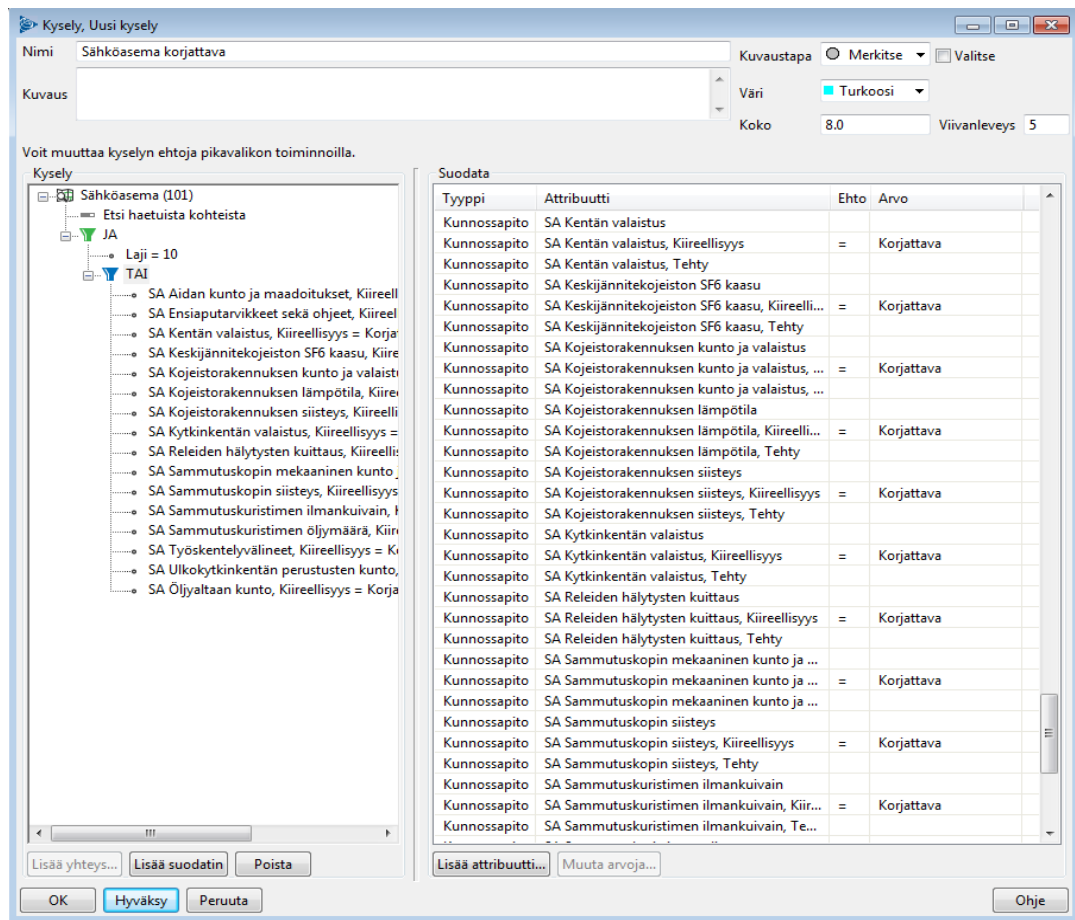 Kysely, Uusi kysely
Nimi Sähköasema korjattava
Kuvaus
Kuvaustapa Merkitse Valitse
Väri Turkoosi
Koko 8.0 Viivanleveys 5
Voit muuttaa kyselyn ehtoja pikavalikon toiminnoilla.
Kysely
Sähköasema (101)
Etsi haetuista kohteista
JA
Laji = 10
TAI
SA Aidan kunto ja maadoitukset, Kiireell
SA Ensiaputarvikkeet sekä ohjeet, Kiireel
SA Kentän valaistus, Kiireellisyys = Korja
SA Keskijännitekojeiston SF6 kaasu, Kiire
SA Kojeistorakennuksen kunto ja valaist
SA Kojeistorakennuksen lämpötila, Kiire
SA Kojeistorakennuksen siisteys, Kiireelli
SA Kytkinkentän valaistus, Kiireellisyys =
SA Releiden hälytysten kuittaus, Kiireellis
SA Sammutuskopin mekaaninen kunto j
SA Sammutuskopin siisteys, Kiireellisyys
SA Sammutuskuristimen ilmankuivain, K
SA Sammutuskuristimen öljymäärä, Kiir
SA Työskentelyvälineet, Kiireellisyys = Ko
SA Ulkokytkinkentän perustusten kunto,
SA Öljyaltaan kunto, Kiireellisyys = Korja
Lisää yhteys... Lisää suodatin Poista
Suodata
Tyyppi Attribuutti Ehto Arvo
Kunnossapito SA Kentän valaistus
Kunnossapito SA Kentän valaistus, Kiireellisyys = Korjattava
Kunnossapito SA Kentän valaistus, Tehty
Kunnossapito SA Keskijännitekojeiston SF6 kaasu
Kunnossapito SA Keskijännitekojeiston SF6 kaasu, Kiireelli... = Korjattava
Kunnossapito SA Keskijännitekojeiston SF6 kaasu, Tehty
Kunnossapito SA Kojeistorakennuksen kunto ja valaistus
Kunnossapito SA Kojeistorakennuksen kunto ja valaistus, ... = Korjattava
Kunnossapito SA Kojeistorakennuksen kunto ja valaistus, ...
Kunnossapito SA Kojeistorakennuksen lämpötila
Kunnossapito SA Kojeistorakennuksen lämpötila, Kiireelli... = Korjattava
Kunnossapito SA Kojeistorakennuksen lämpötila, Tehty
Kunnossapito SA Kojeistorakennuksen siisteys
Kunnossapito SA Kojeistorakennuksen siisteys, Kiireellisyys = Korjattava
Kunnossapito SA Kojeistorakennuksen siisteys, Tehty
Kunnossapito SA Kytkinkentän valaistus
Kunnossapito SA Kytkinkentän valaistus, Kiireellisyys = Korjattava
Kunnossapito SA Kytkinkentän valaistus, Tehty
Kunnossapito SA Releiden hälytysten kuittaus
Kunnossapito SA Releiden hälytysten kuittaus, Kiireellisyys = Korjattava
Kunnossapito SA Releiden hälytysten kuittaus, Tehty
Kunnossapito SA Sammutuskopin mekaaninen kunto ja ...
Kunnossapito SA Sammutuskopin mekaaninen kunto ja ... = Korjattava
Kunnossapito SA Sammutuskopin mekaaninen kunto ja ...
Kunnossapito SA Sammutuskopin siisteys
Kunnossapito SA Sammutuskopin siisteys, Kiireellisyys = Korjattava
Kunnossapito SA Sammutuskopin siisteys, Tehty
Kunnossapito SA Sammutuskuristimen ilmankuivain
Kunnossapito SA Sammutuskuristimen ilmankuivain, Kiir... = Korjattava
Kunnossapito SA Sammutuskuristimen ilmankuivain, Te...
Lisää attribuutti... Muuta arvoja...
OK Hyväksy Peruuta Ohje